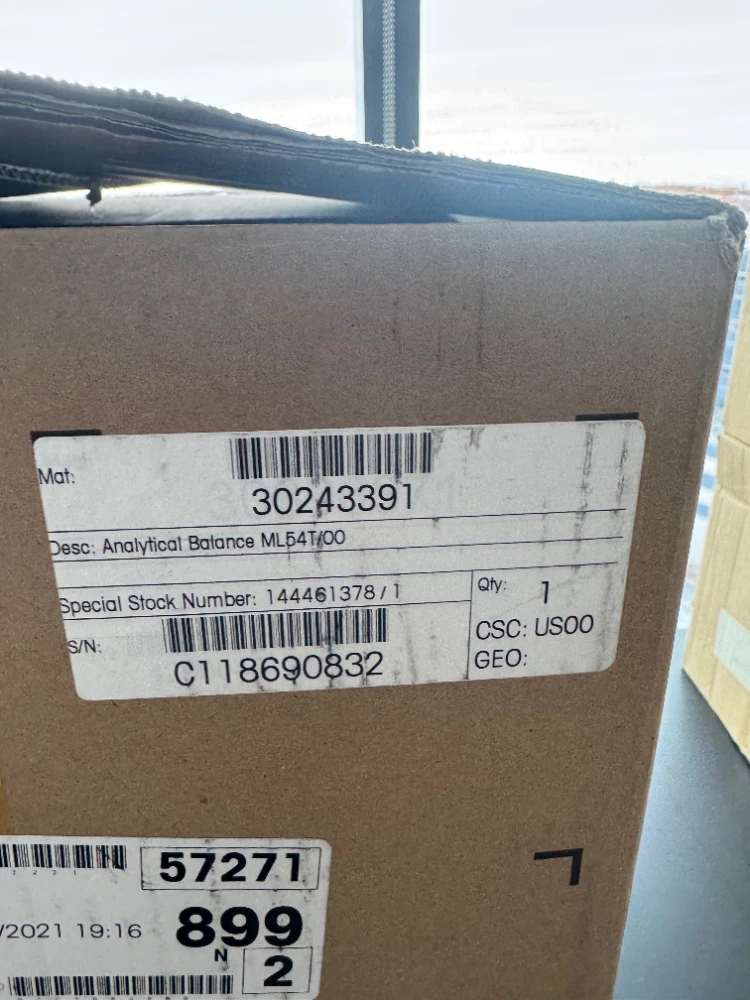 Mat:
30243391
Desc: Analytical Balance ML54T/00
Special Stock Number: 144461378 / 1
Qty: 1
S/N:
C118690832
CSC: US00
GEO:
57271
/2021 19:16
899
N
2